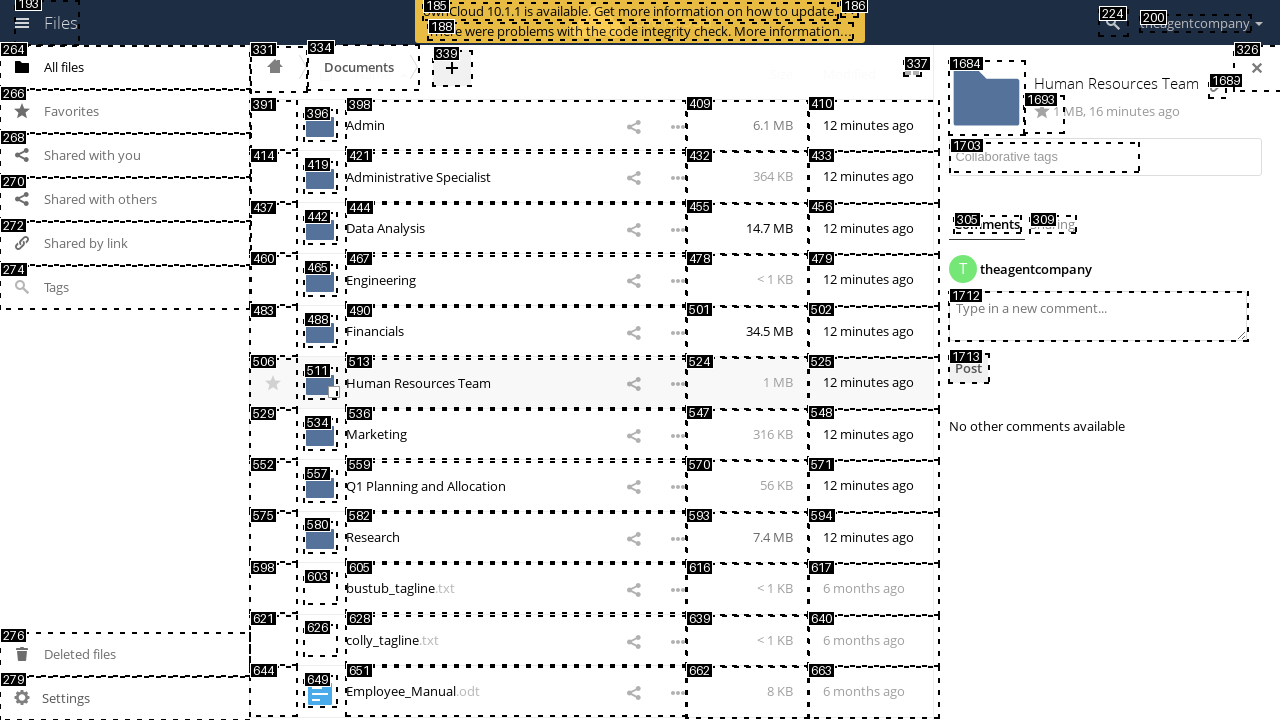 193
Files
185
ownCloud 10.1.1 is available. Get more information on how to update.
186
188
There were problems with the code integrity check. More information…
224
200
theagentcompany
264
All files
266
Favorites
268
Shared with you
270
Shared with others
272
Shared by link
274
Tags
276
Deleted files
279
Settings
331
334
Documents
339
+
Size
Modified
337
391
396
398
Admin
409
6.1 MB
410
12 minutes ago
414
419
421
Administrative Specialist
432
364 KB
433
12 minutes ago
437
442
444
Data Analysis
455
14.7 MB
456
12 minutes ago
460
465
467
Engineering
478
< 1 KB
479
12 minutes ago
483
488
490
Financials
501
34.5 MB
502
12 minutes ago
506
511
513
Human Resources Team
524
1 MB
525
12 minutes ago
529
534
536
Marketing
547
316 KB
548
12 minutes ago
552
557
559
Q1 Planning and Allocation
570
56 KB
571
12 minutes ago
575
580
582
Research
593
7.4 MB
594
12 minutes ago
598
603
605
bustub_tagline.txt
616
< 1 KB
617
6 months ago
621
626
628
colly_tagline.txt
639
< 1 KB
640
6 months ago
644
649
651
Employee_Manual.odt
662
8 KB
663
6 months ago
326
1684
Human Resources Team
1689
1693
1 MB, 16 minutes ago
1703
Collaborative tags
305
Comments
309
Sharing
T
theagentcompany
1712
Type in a new comment...
1713
Post
No other comments available